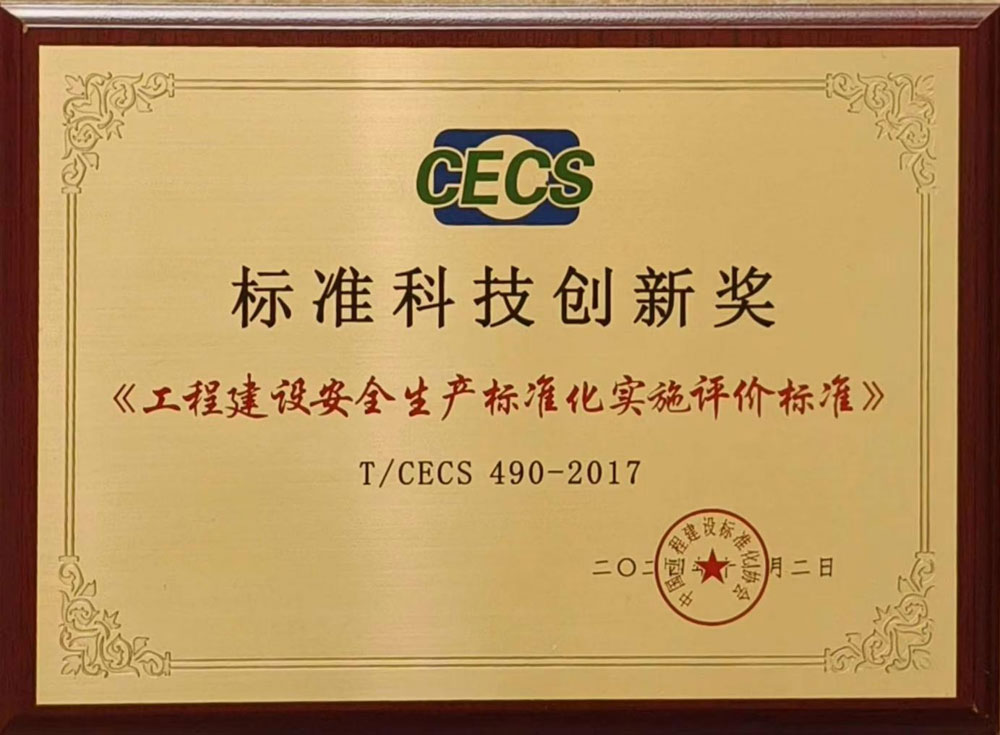 CECS
标准科技创新奖
《工程建设安全生产标准化实施评价标准》
T/CECS 490-2017
中国工程建设标准化协会
二〇二 月二日